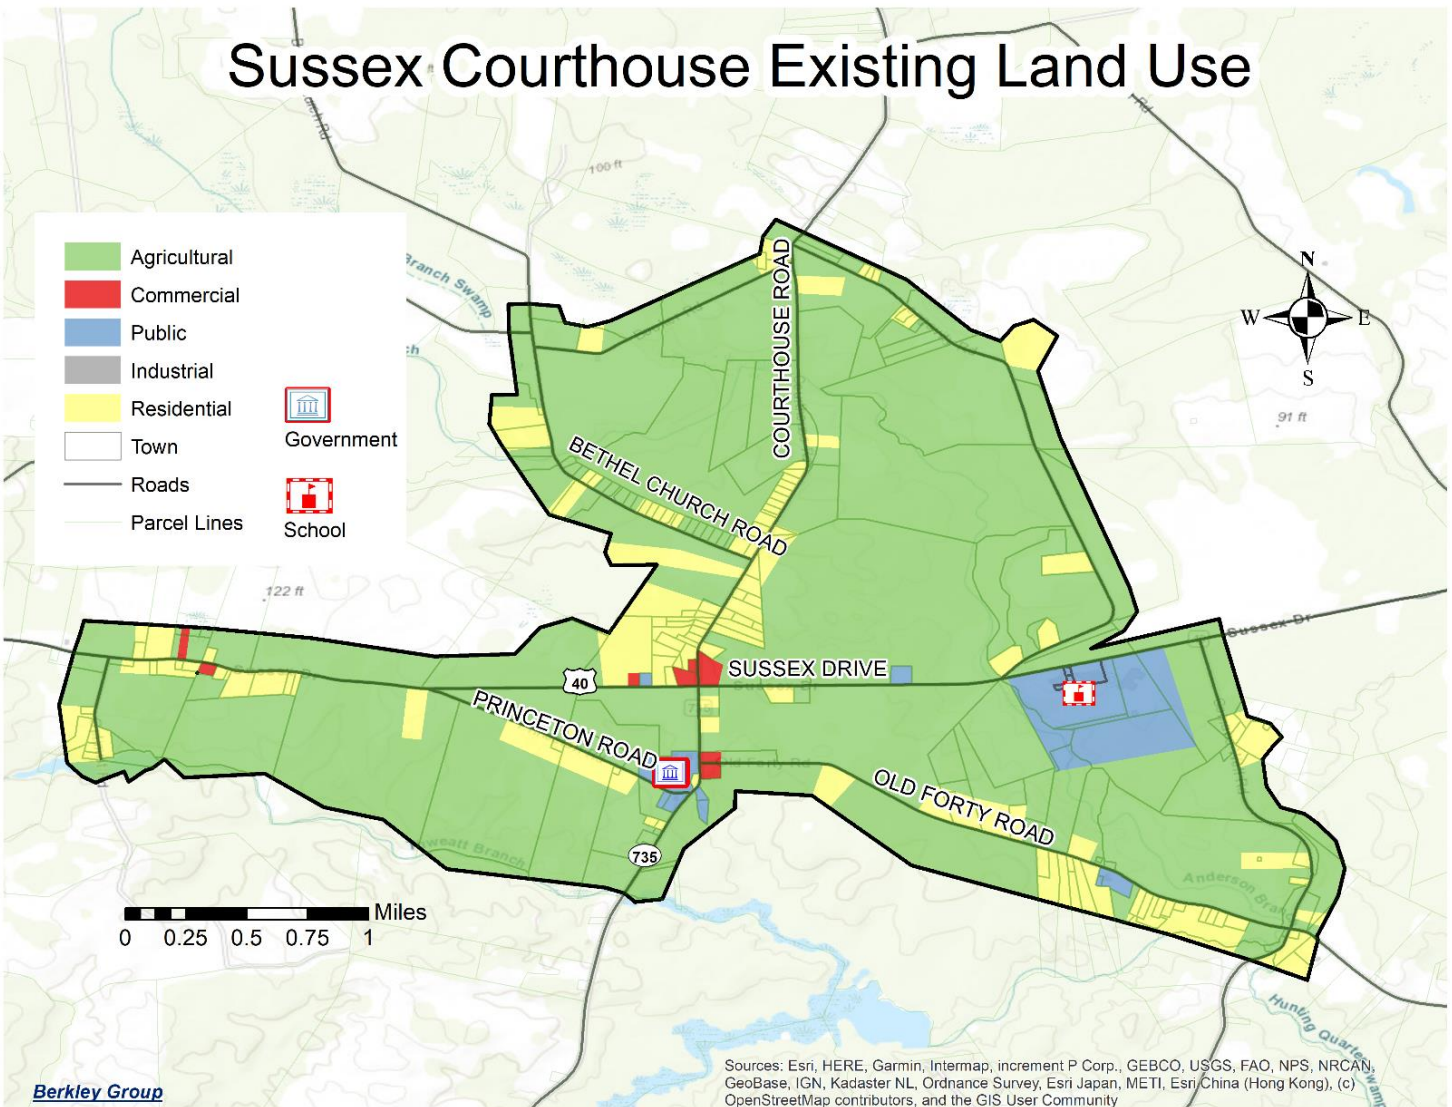 Sussex Courthouse Existing Land Use
100 ft
Branch Swamp
Agricultural
Commercial
Public
Industrial
Residential
Town
Roads
Parcel Lines
Government
School
N
W
E
S
91 ft
COURTHOUSE ROAD
BETHEL CHURCH ROAD
122 ft
Sussex Dr
SUSSEX DRIVE
40
PRINCETON ROAD
Old Forty Rd
OLD FORTY ROAD
735
Anderson Branch
Miles
0 0.25 0.5 0.75 1
Hunting Quarter Swamp
Berkley Group
Sources: Esri, HERE, Garmin, Intermap, increment P Corp., GEBCO, USGS, FAO, NPS, NRCAN,
GeoBase, IGN, Kadaster NL, Ordnance Survey, Esri Japan, METI, Esri China (Hong Kong), (c)
OpenStreetMap contributors, and the GIS User Community